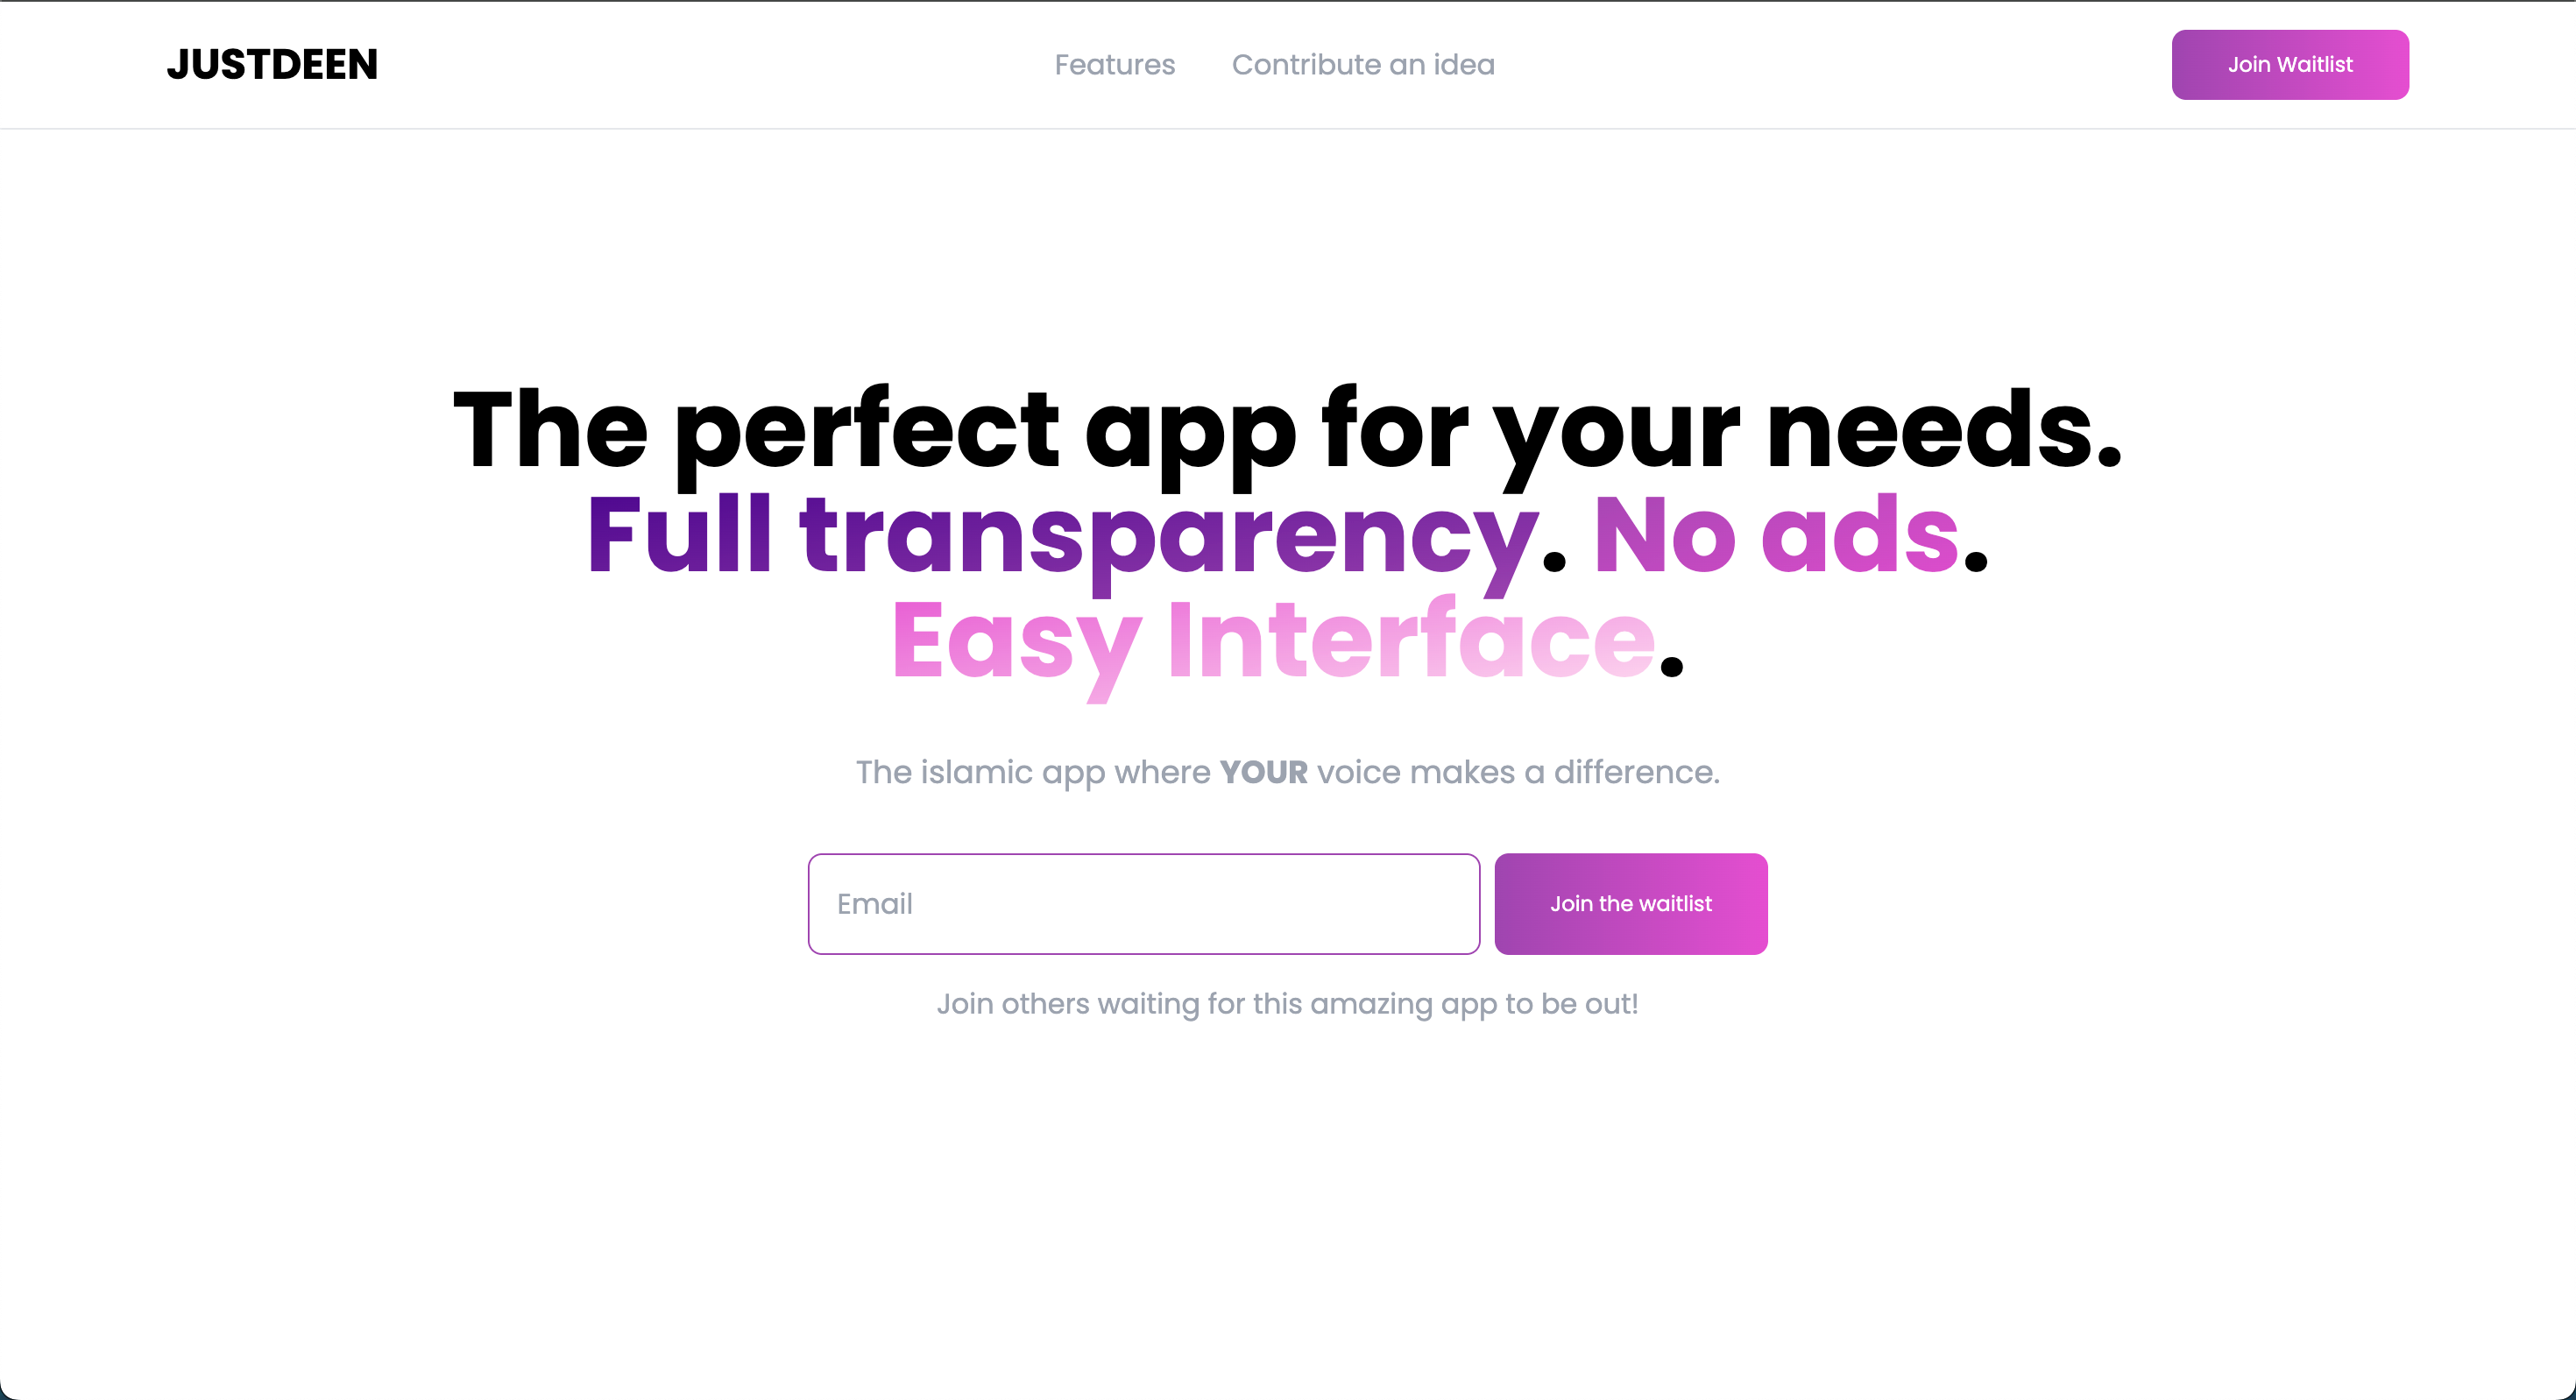 JUSTDEEN
Features
Contribute an idea
Join Waitlist
The perfect app for your needs.
Full transparency. No ads.
Easy Interface.
The islamic app where YOUR voice makes a difference.
Email
Join the waitlist
Join others waiting for this amazing app to be out!